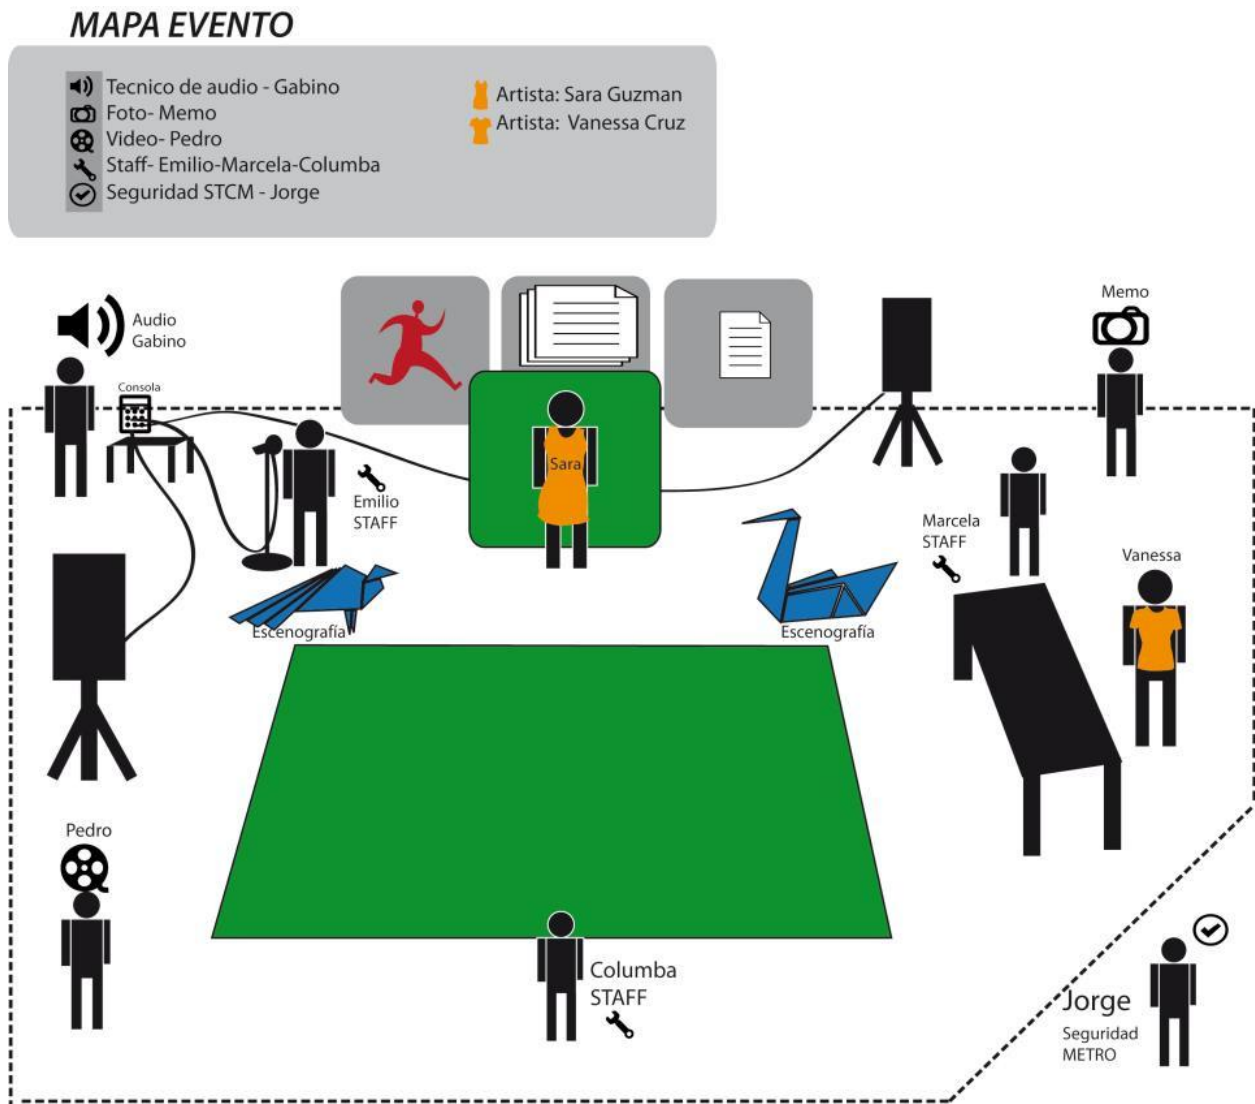 MAPA EVENTO
Tecnico de audio - Gabino
Foto- Memo
Video- Pedro
Staff- Emilio-Marcela-Columba
Seguridad STCM - Jorge
Artista: Sara Guzman
Artista: Vanessa Cruz
Audio
Gabino
Consola
Memo
Sara
Emilio
STAFF
Marcela
STAFF
Vanessa
Escenografía
Escenografía
Pedro
Columba
STAFF
Jorge
Seguridad
METRO